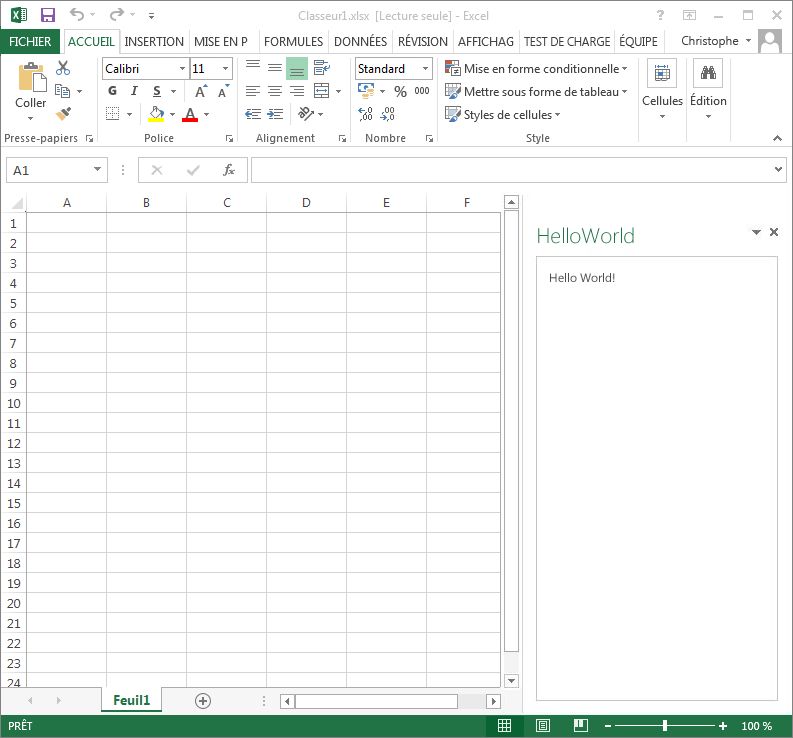 Classeur1.xlsx [Lecture seule] - Excel
FICHIER ACCUEIL INSERTION MISE EN P FORMULES DONNÉES RÉVISION AFFICHAG TEST DE CHARGE ÉQUIPE Christophe
Coller
Calibri 11
G I S A A
Standard
% 000
,00 ,00
Mise en forme conditionnelle
Mettre sous forme de tableau
Styles de cellules
Cellules Édition
Presse-papiers Police Alignement Nombre Style
A1 fx
A B C D E F
1
2
3
4
5
6
7
8
9
10
11
12
13
14
15
16
17
18
19
20
21
22
23
24
HelloWorld
Hello World!
Feuil1
PRÊT 100 %